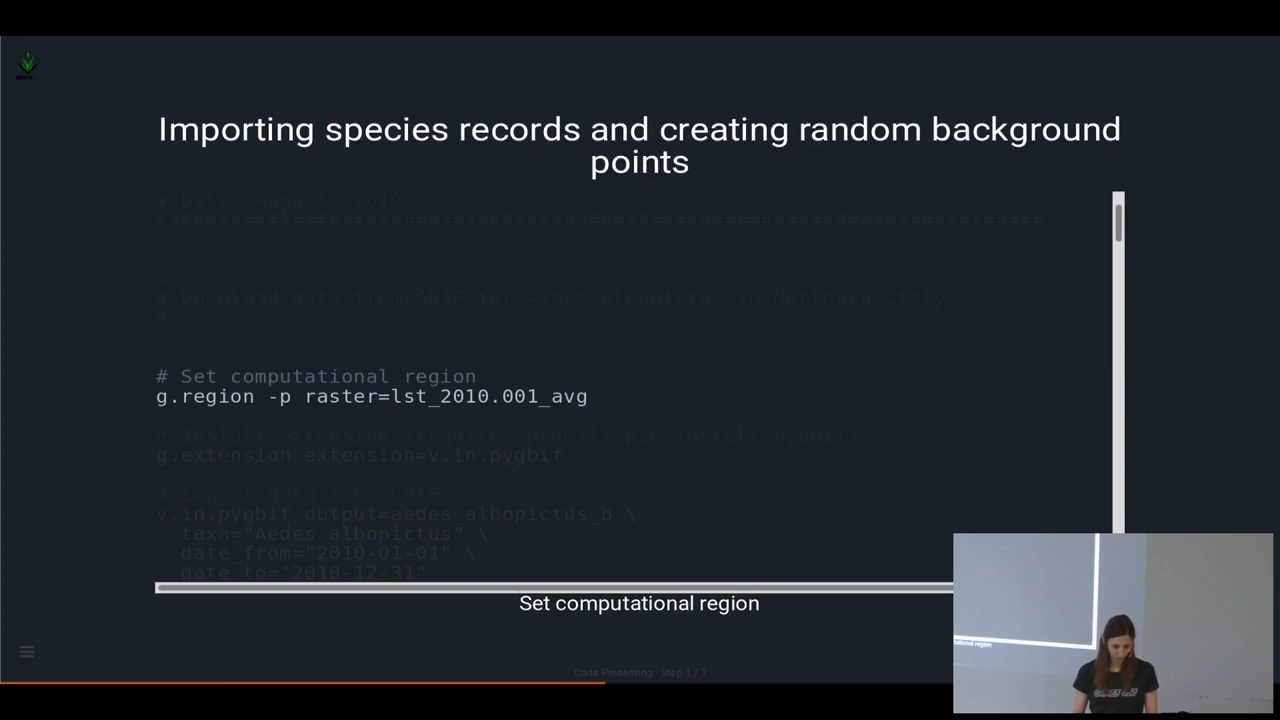 Importing species records and creating random background
points
# Date: August, 2019
################################################################################
#
# Download data from GBIF for Aedes albopictus in Northern Italy
#
# Set computational region
g.region -p raster=lst_2010.001_avg
# Install extension (requires pygbif: pip install pygbif)
g.extension extension=v.in.pygbif
# Import data from GBIF
v.in.pygbif output=aedes_albopictus_b \
taxa="Aedes albopictus" \
date_from="2010-01-01" \
date_to="2018-12-31"
Set computational region
Code Presenting · Step 1 / 7